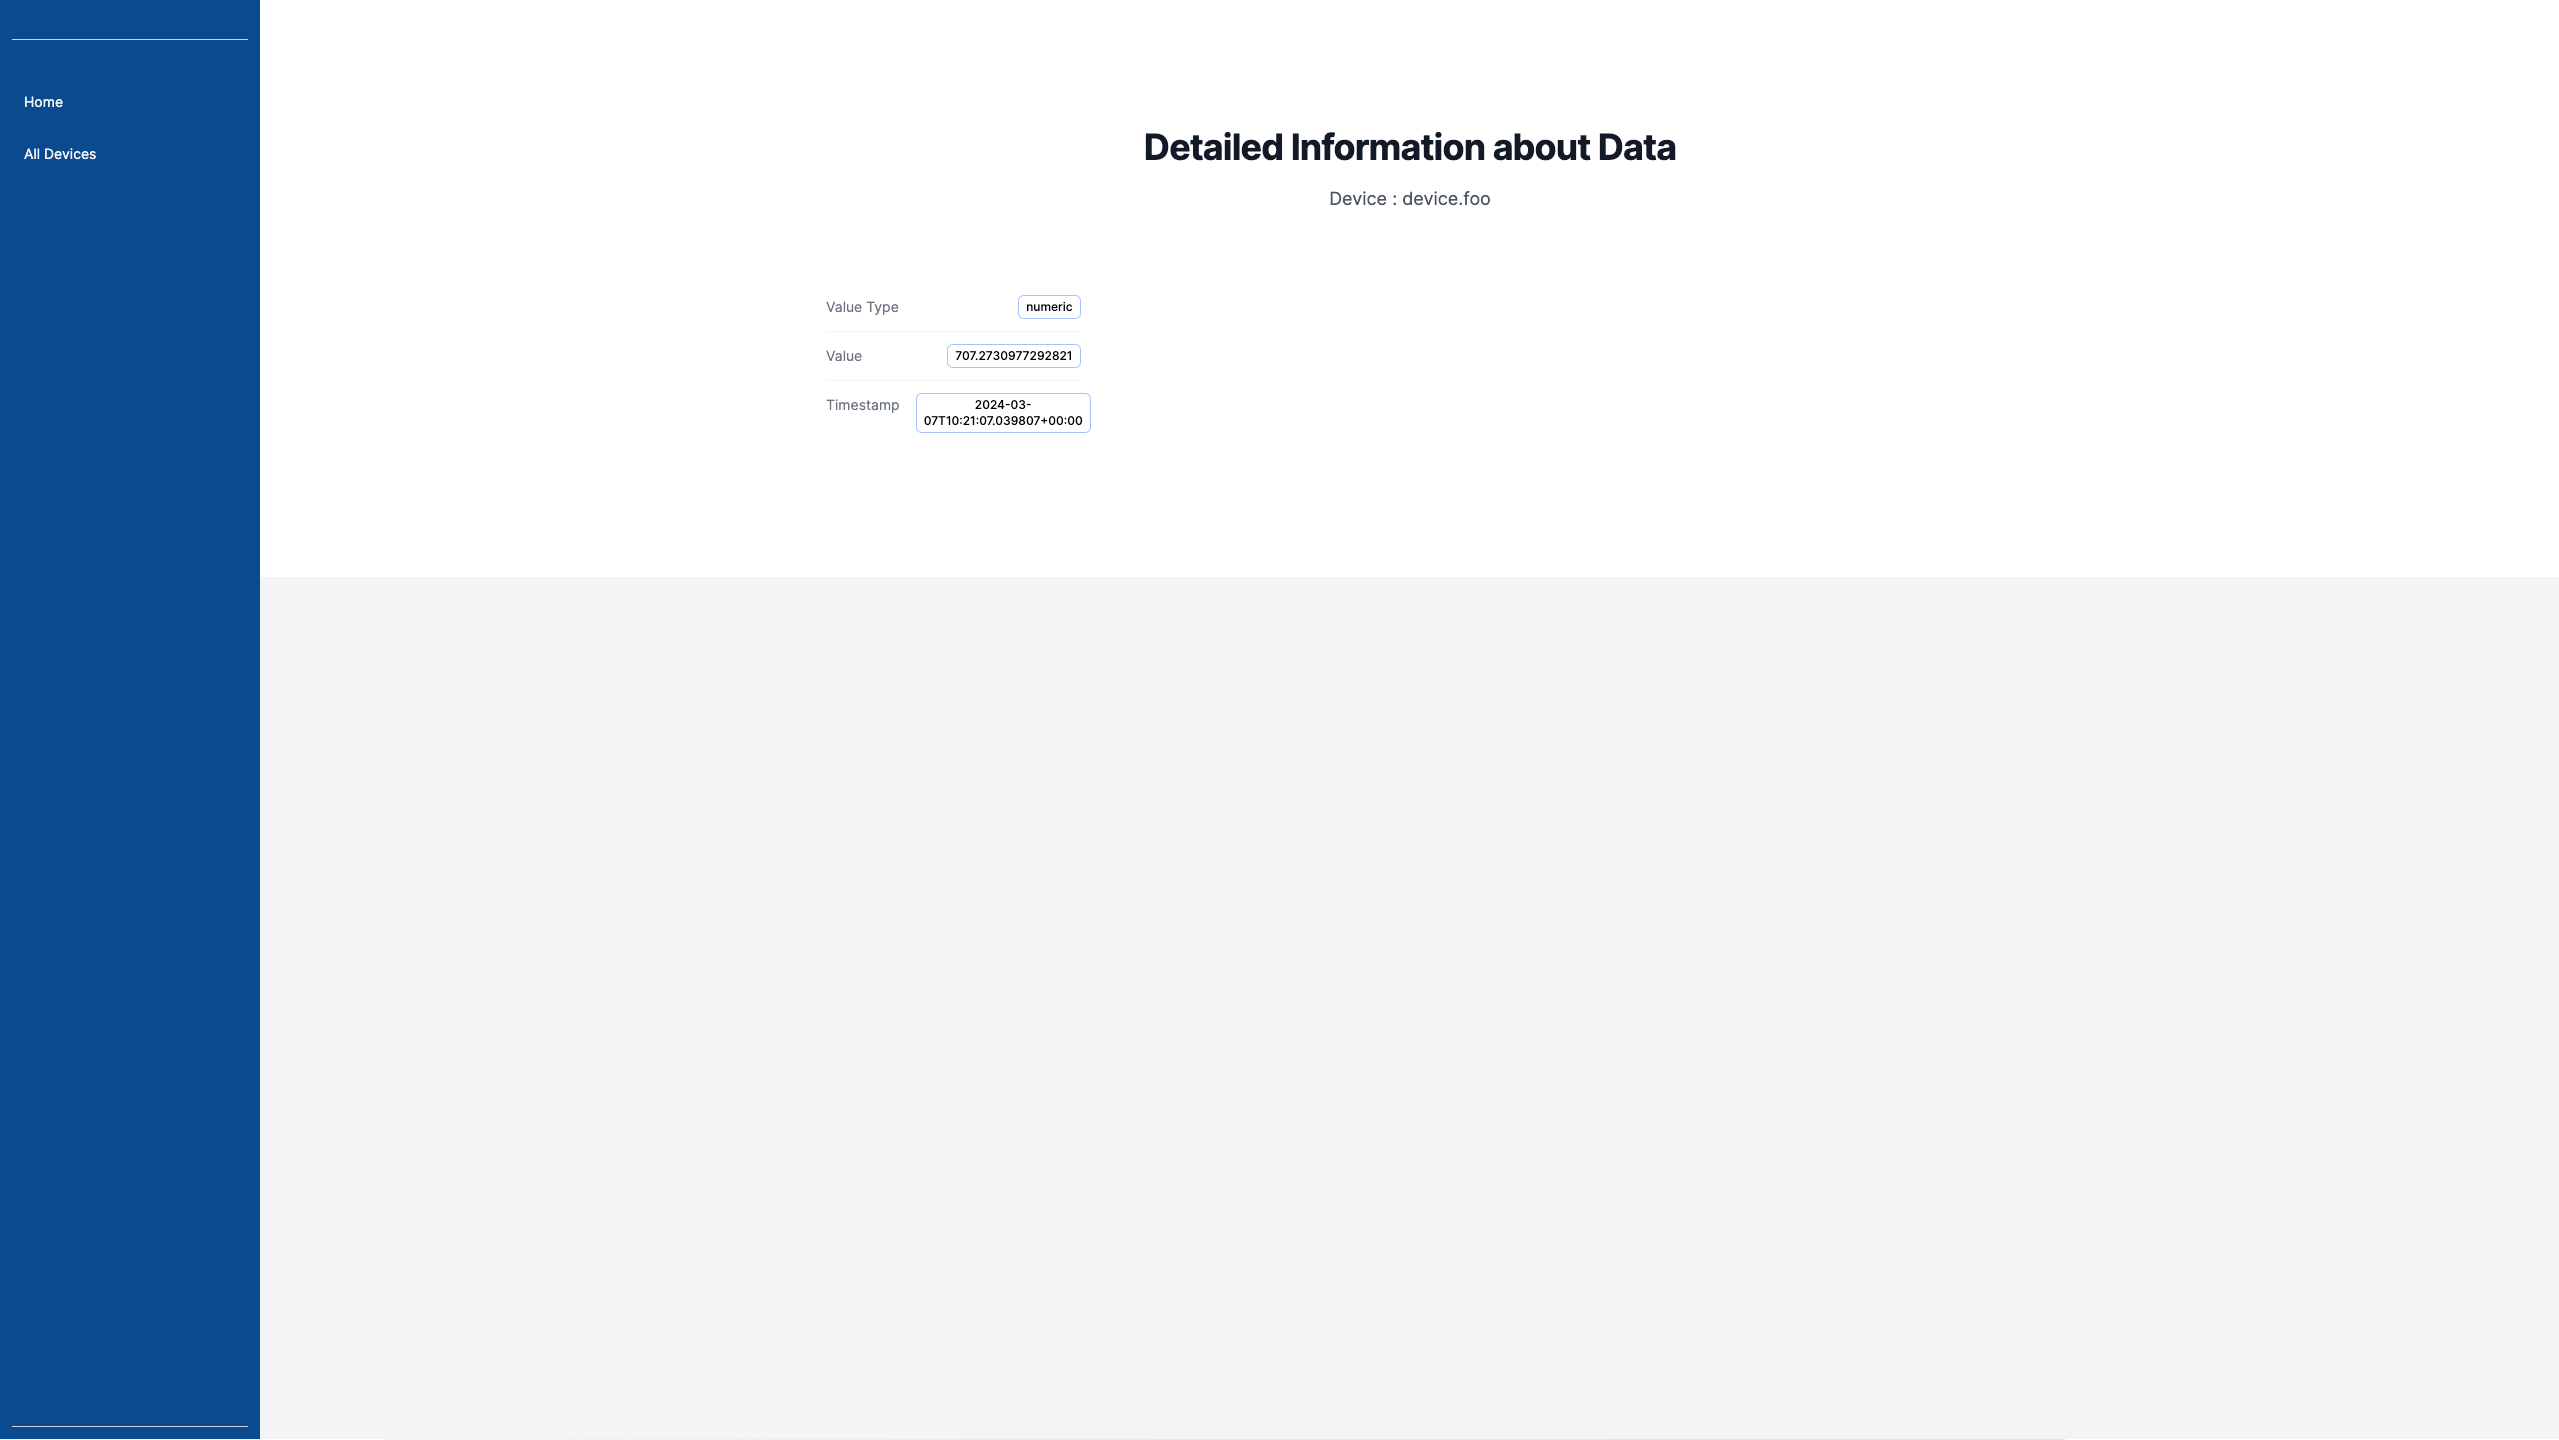 Home
All Devices
Detailed Information about Data
Device : device.foo
Value Type
numeric
Value
707.2730977292821
Timestamp
2024-03-
07T10:21:07.039807+00:00